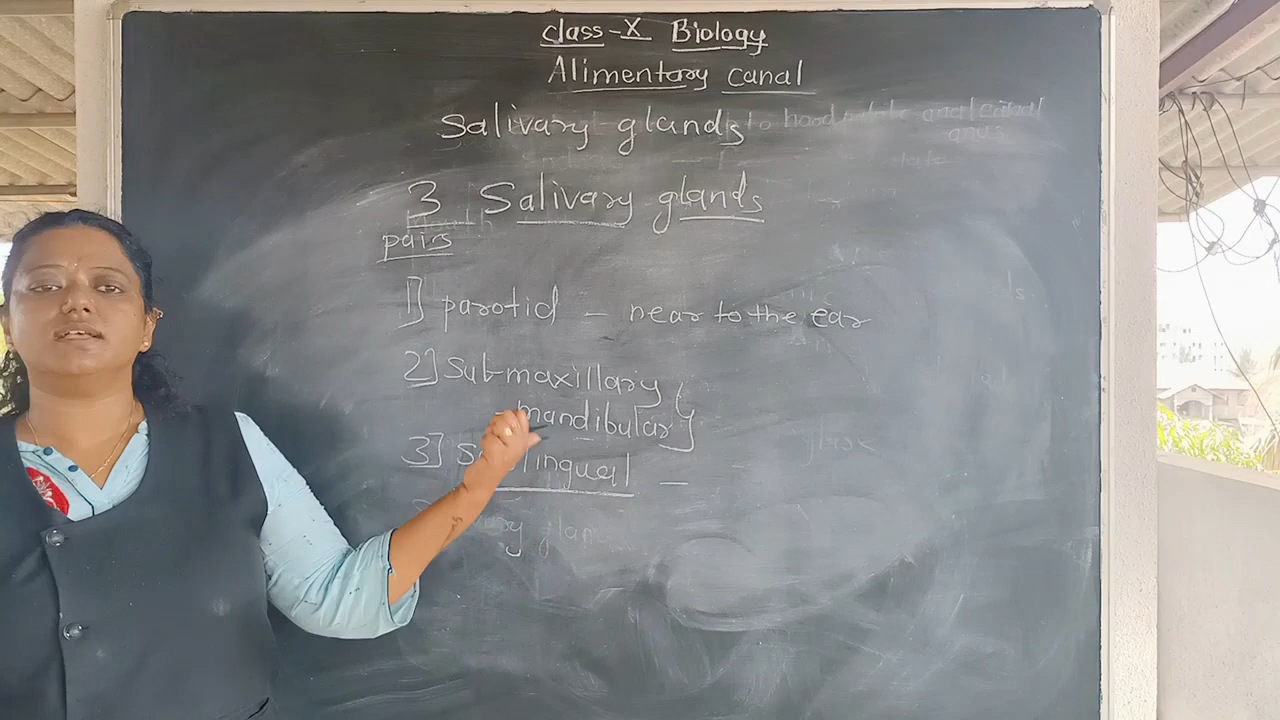 class-X Biology
Alimentary canal
Salivary glands
3 Salivary glands
pairs
1] parotid - near to the ear
2] Sub-maxillary }
- mandibular
3] lingual -